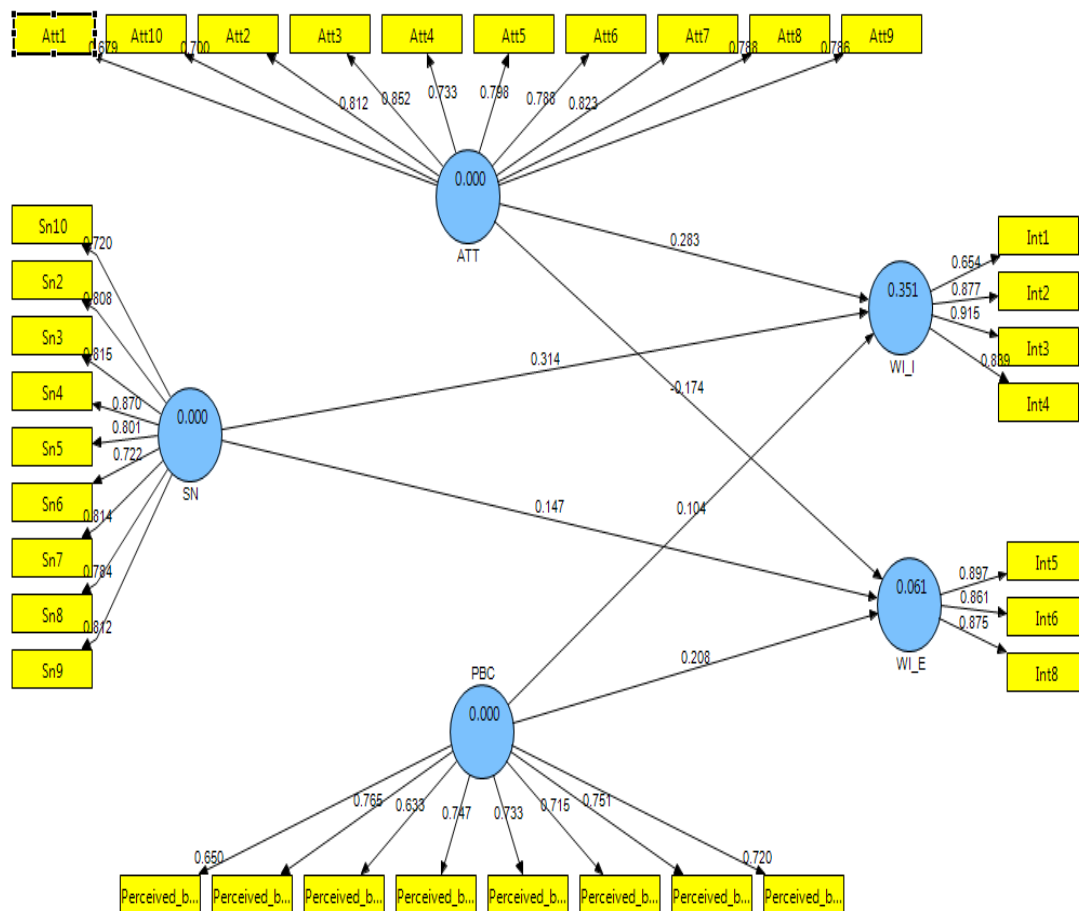 Att1 Att10 Att2 Att3 Att4 Att5 Att6 Att7 Att8 Att9
0.679 0.700 0.812 0.852 0.733 0.798 0.788 0.823 0.788 0.786
0.000
ATT
Sn10
Sn2
Sn3
Sn4
Sn5
Sn6
Sn7
Sn8
Sn9
0.720
0.808
0.815
0.870
0.801
0.722
0.814
0.784
0.812
0.000
SN
0.283
0.314
-0.174
0.147
0.104
0.208
0.351
WI_I
0.654
0.877
0.915
0.839
Int1
Int2
Int3
Int4
0.061
WI_E
0.897
0.861
0.875
Int5
Int6
Int8
PBC
0.000
0.650 0.765 0.633 0.747 0.733 0.715 0.751 0.720
Perceived_b... Perceived_b... Perceived_b... Perceived_b... Perceived_b... Perceived_b... Perceived_b... Perceived_b...